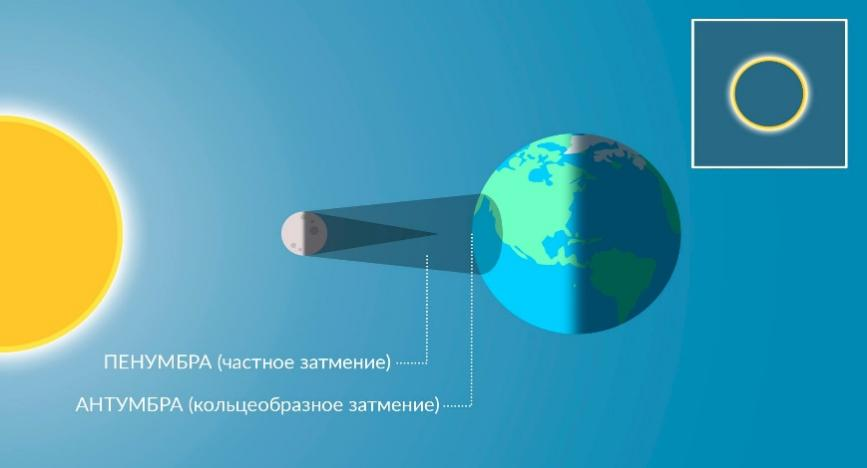 ПЕНУМБРА (частное затмение)
АНТУМБРА (кольцеобразное затмение)